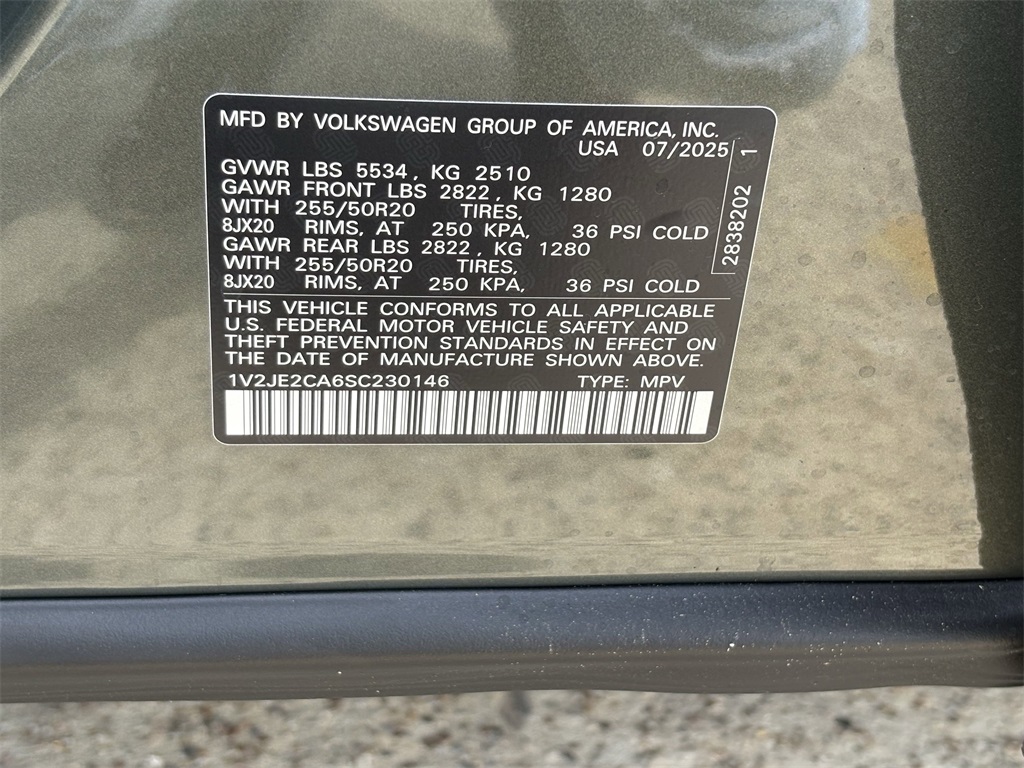 MFD BY VOLKSWAGEN GROUP OF AMERICA, INC.
USA 07/2025
GVWR LBS 5534, KG 2510
GAWR FRONT LBS 2822, KG 1280
WITH 255/50R20 TIRES,
8JX20 RIMS, AT 250 KPA, 36 PSI COLD
GAWR REAR LBS 2822, KG 1280
WITH 255/50R20 TIRES,
8JX20 RIMS, AT 250 KPA, 36 PSI COLD
2838202 1
THIS VEHICLE CONFORMS TO ALL APPLICABLE
U.S. FEDERAL MOTOR VEHICLE SAFETY AND
THEFT PREVENTION STANDARDS IN EFFECT ON
THE DATE OF MANUFACTURE SHOWN ABOVE.
1V2JE2CA6SC230146 TYPE: MPV